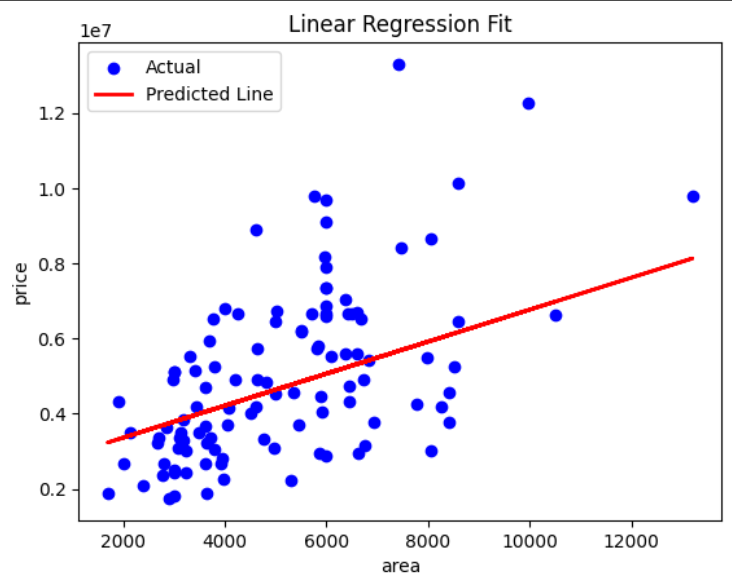 Linear Regression Fit
1e7
Actual
Predicted Line
1.2
1.0
0.8
0.6
0.4
0.2
price
2000 4000 6000 8000 10000 12000
area